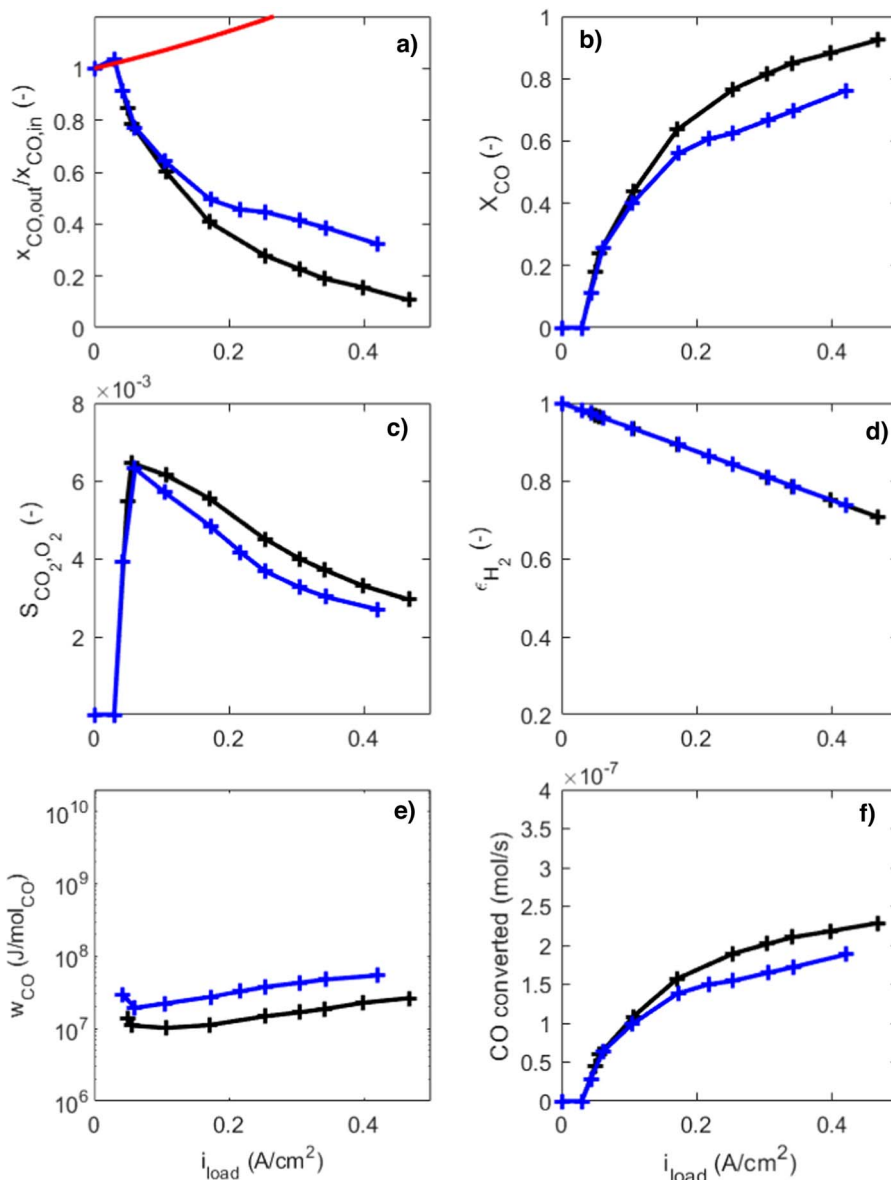 a)
x_CO,out/x_CO,in (-)
1
0.8
0.6
0.4
0.2
0
0 0.2 0.4
b)
X_CO (-)
1
0.8
0.6
0.4
0.2
0
0 0.2 0.4
×10^-3
c)
S_CO_2,O_2 (-)
8
6
4
2
0 0.2 0.4
d)
ϵ_H_2 (-)
1
0.8
0.6
0.4
0.2
0 0.2 0.4
e)
w_CO (J/mol_CO)
10^10
10^9
10^8
10^7
10^6
0 0.2 0.4
i_load (A/cm^2)
×10^-7
f)
CO converted (mol/s)
4
3.5
3
2.5
2
1.5
1
0.5
0
0 0.2 0.4
i_load (A/cm^2)